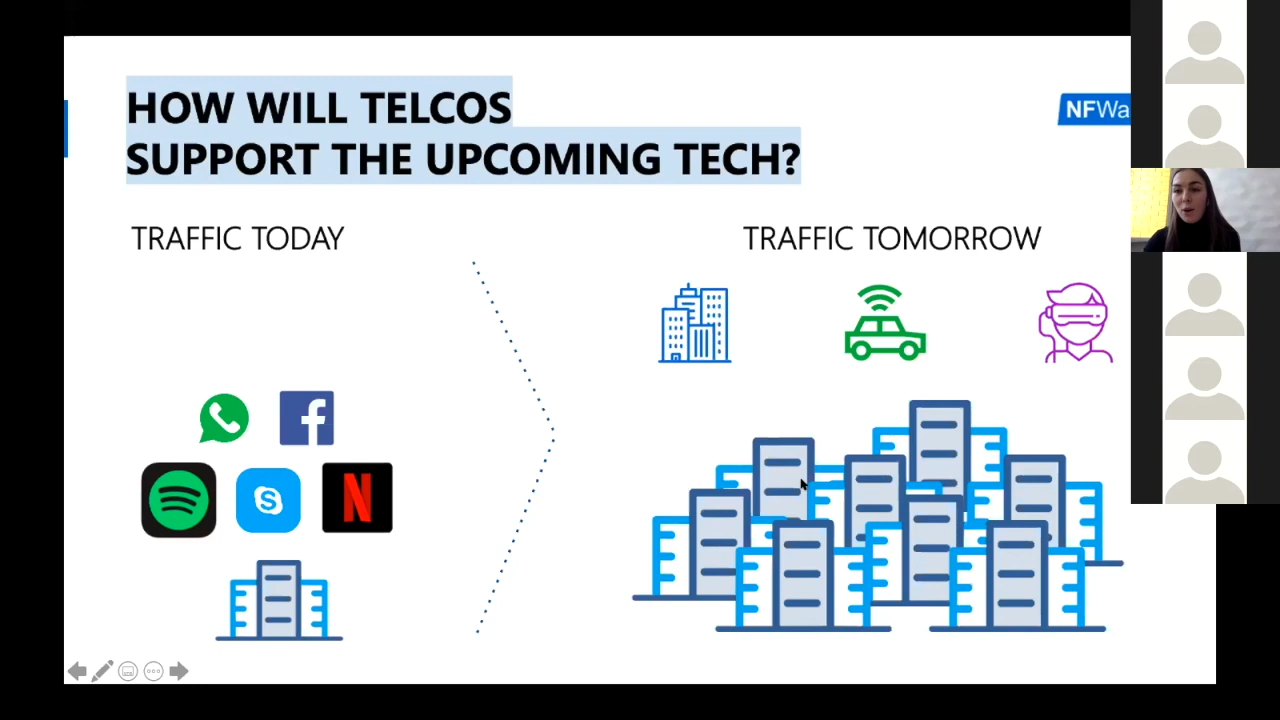 HOW WILL TELCOS
SUPPORT THE UPCOMING TECH?
NFWa
TRAFFIC TODAY
TRAFFIC TOMORROW